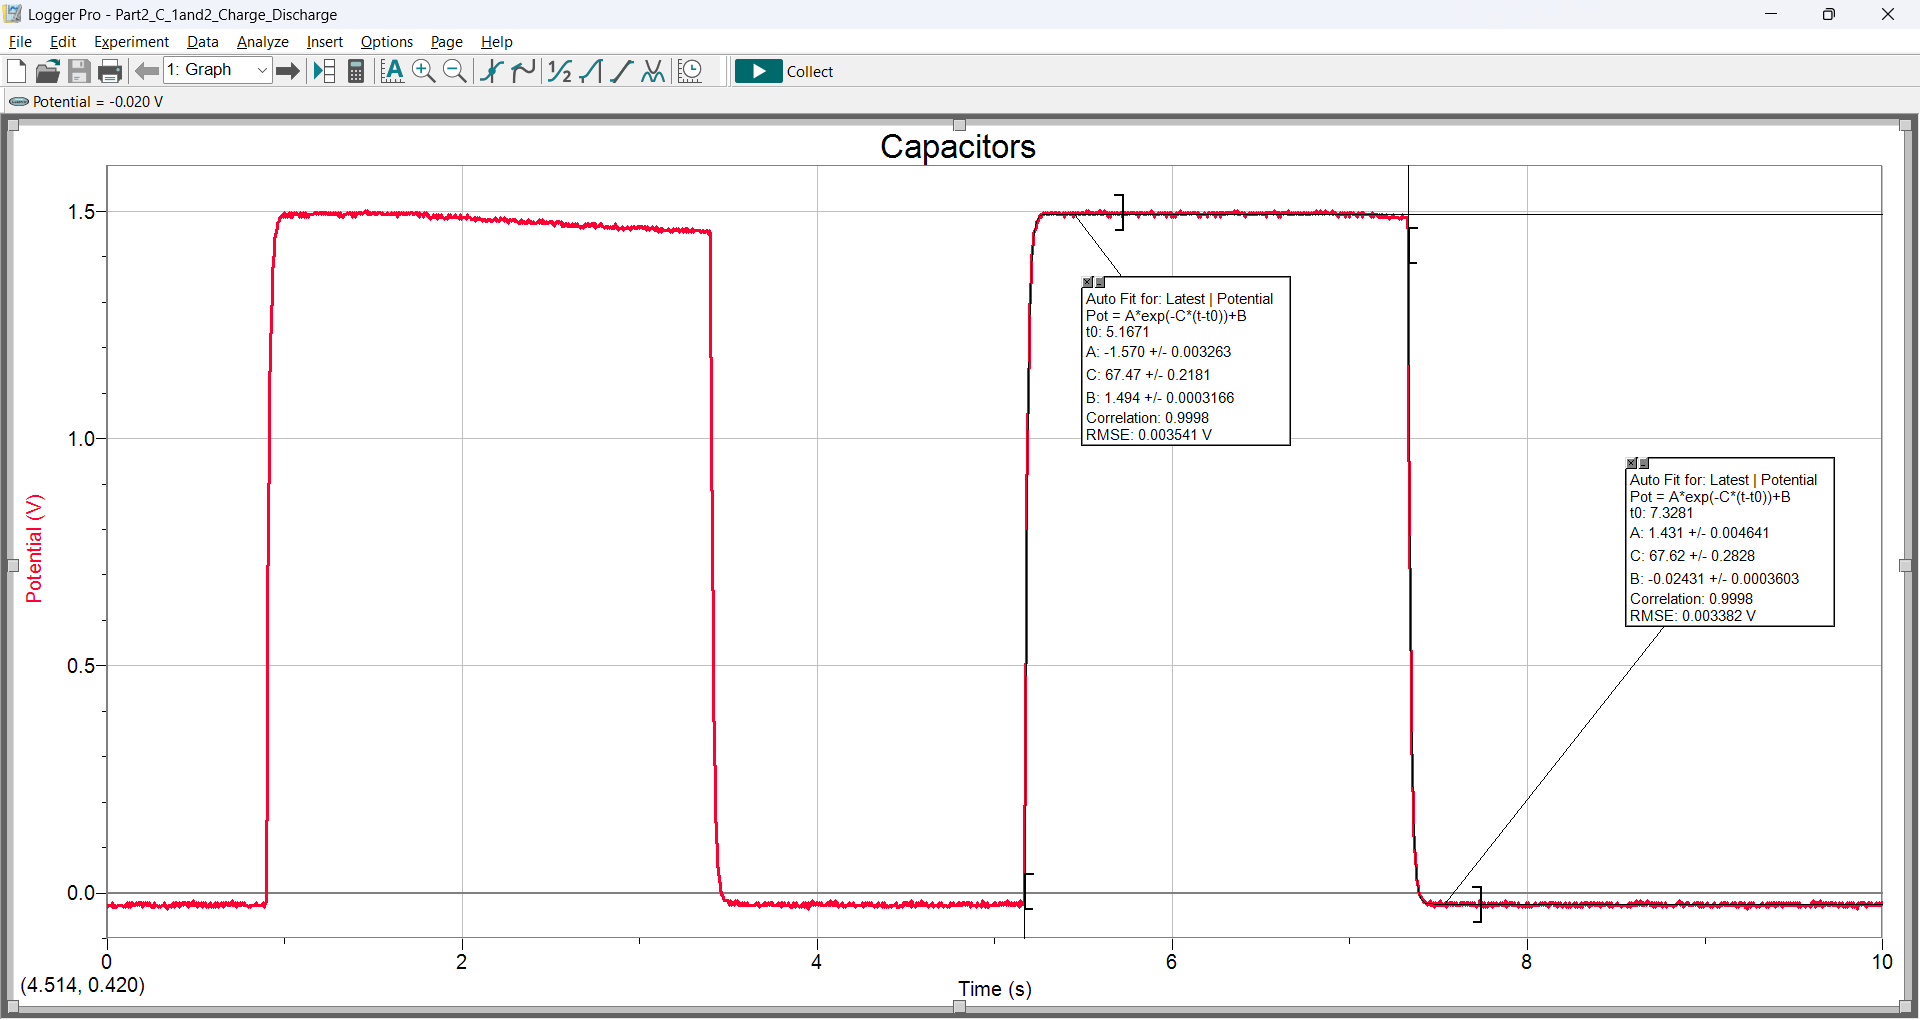 Logger Pro - Part2_C_1and2_Charge_Discharge
File Edit Experiment Data Analyze Insert Options Page Help
1: Graph
Collect
Potential = -0.020 V
Capacitors
1.5
1.0
0.5
0.0
Potential (V)
Auto Fit for: Latest | Potential
Pot = A*exp(-C*(t-t0))+B
t0: 5.1671
A: -1.570 +/- 0.003263
C: 67.47 +/- 0.2181
B: 1.494 +/- 0.0003166
Correlation: 0.9998
RMSE: 0.003541 V
Auto Fit for: Latest | Potential
Pot = A*exp(-C*(t-t0))+B
t0: 7.3281
A: 1.431 +/- 0.004641
C: 67.62 +/- 0.2828
B: -0.02431 +/- 0.0003603
Correlation: 0.9998
RMSE: 0.003382 V
0 2 4 6 8 10
(4.514, 0.420)
Time (s)